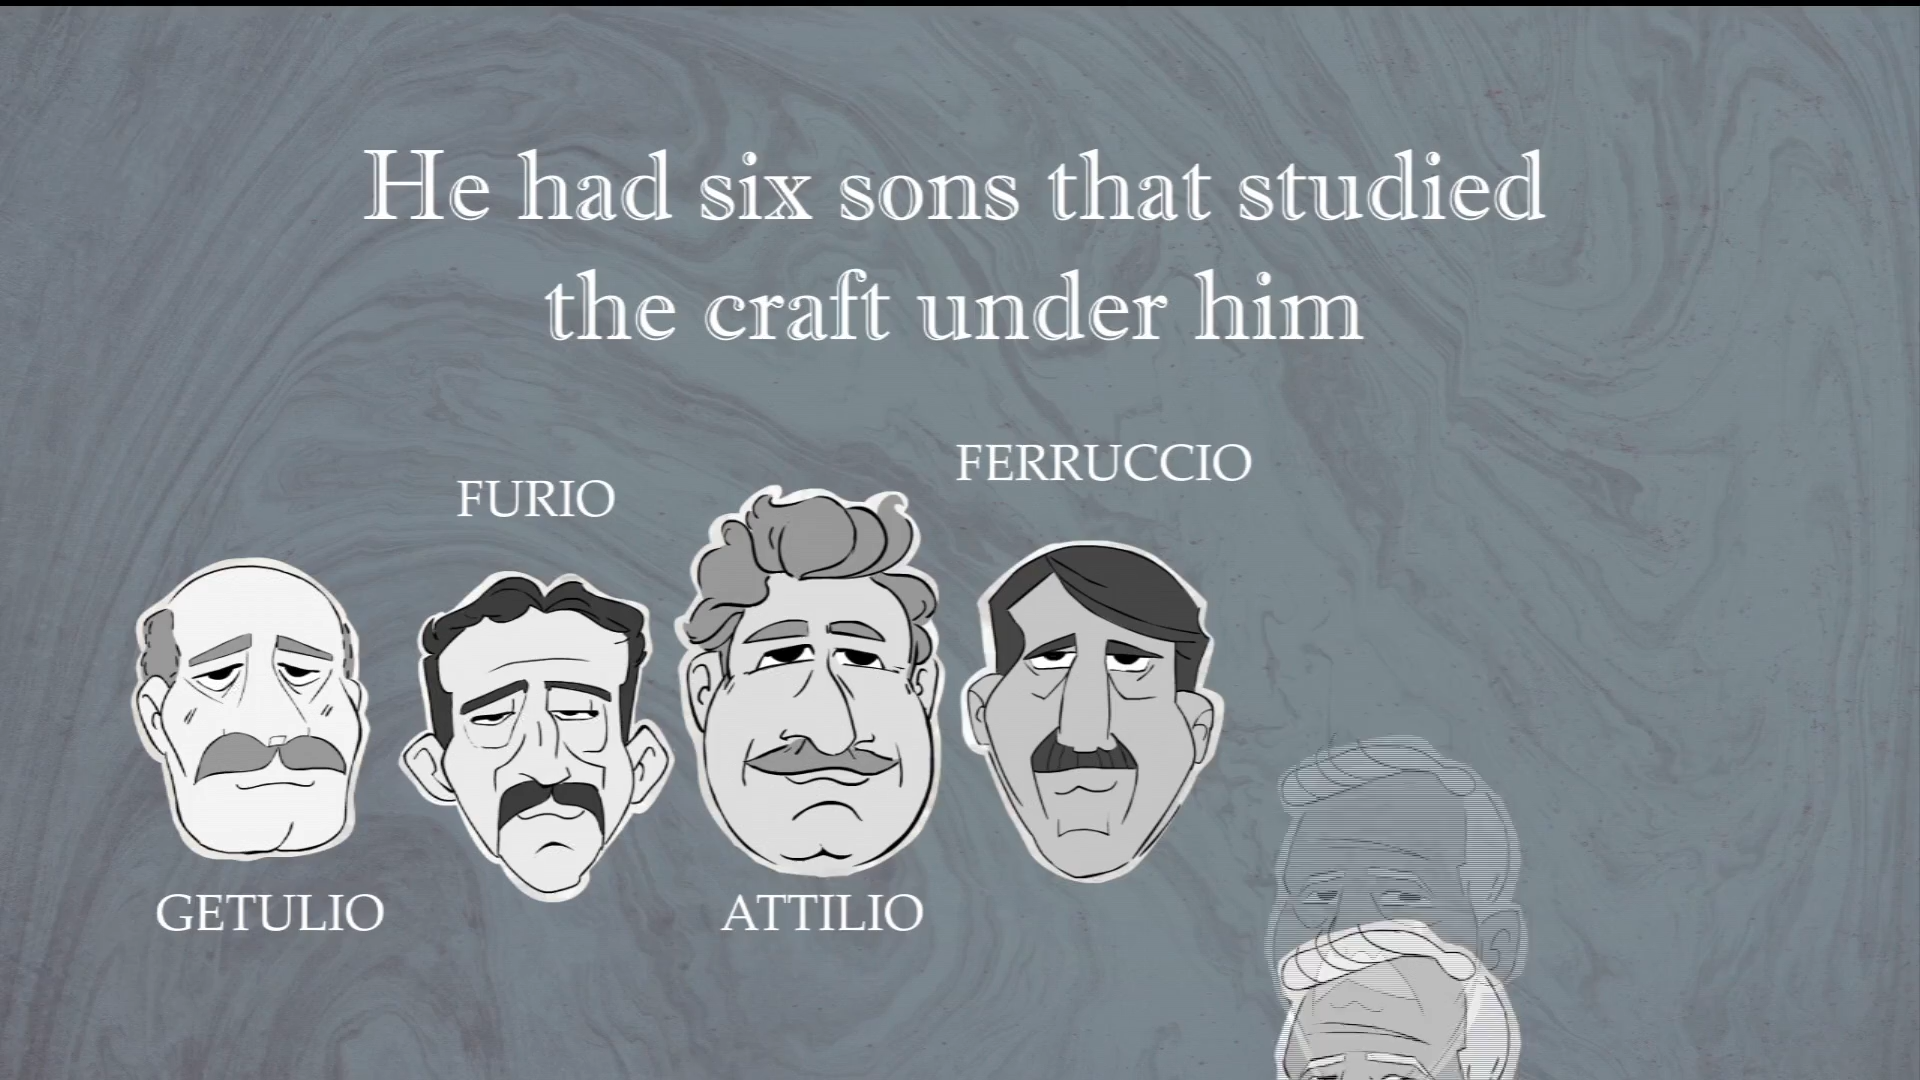 He had six sons that studied
the craft under him
FERRUCCIO
FURIO
GETULIO
ATTILIO